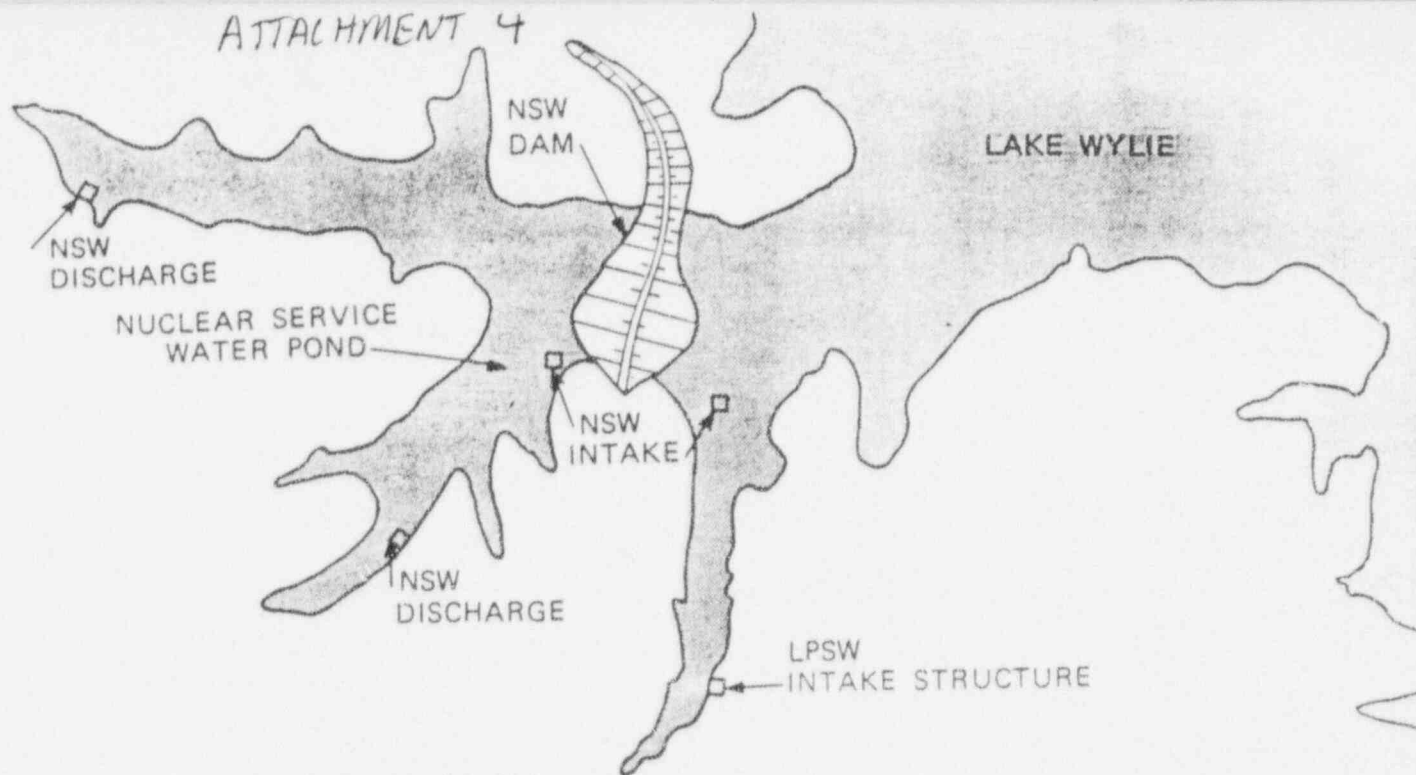 ATTACHMENT 4
NSW
DAM
LAKE WYLIE
NSW
DISCHARGE
NUCLEAR SERVICE
WATER POND
NSW
INTAKE
NSW
DISCHARGE
LPSW
INTAKE STRUCTURE